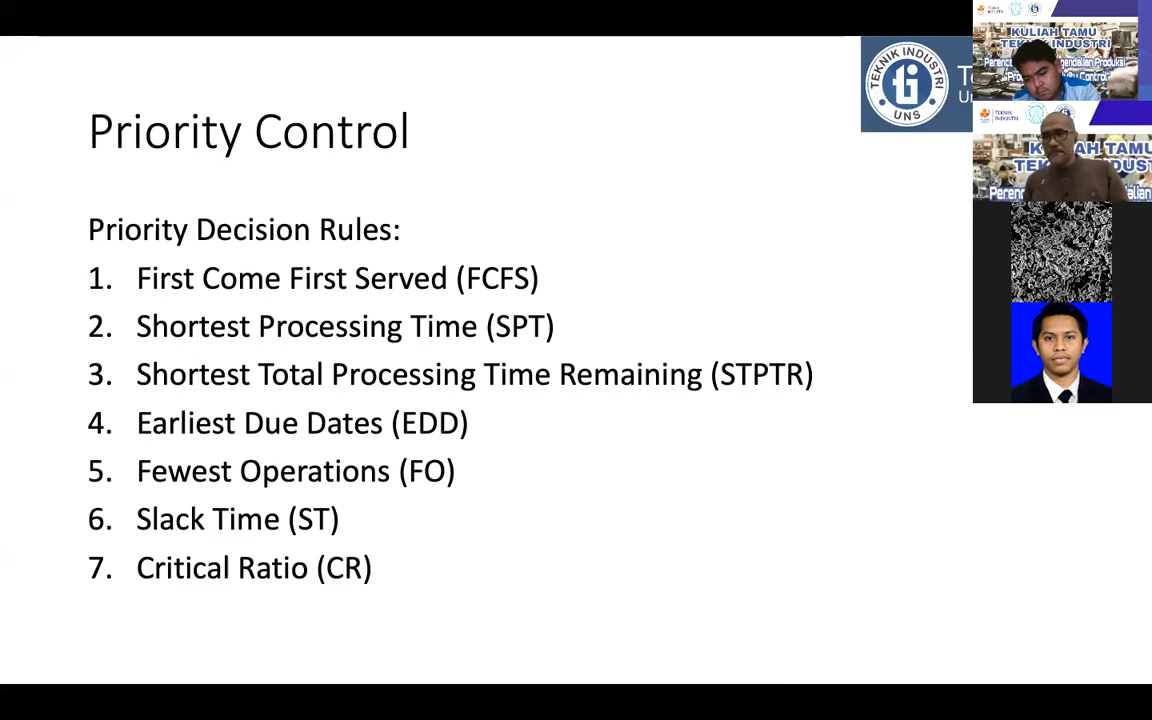 Priority Control
Priority Decision Rules:
1. First Come First Served (FCFS)
2. Shortest Processing Time (SPT)
3. Shortest Total Processing Time Remaining (STPTR)
4. Earliest Due Dates (EDD)
5. Fewest Operations (FO)
6. Slack Time (ST)
7. Critical Ratio (CR)
TEKNIK INDUSTRI
UNS
KULIAH TAMU
TEKNIK INDUSTRI
TEKNIK
INDUSTRI